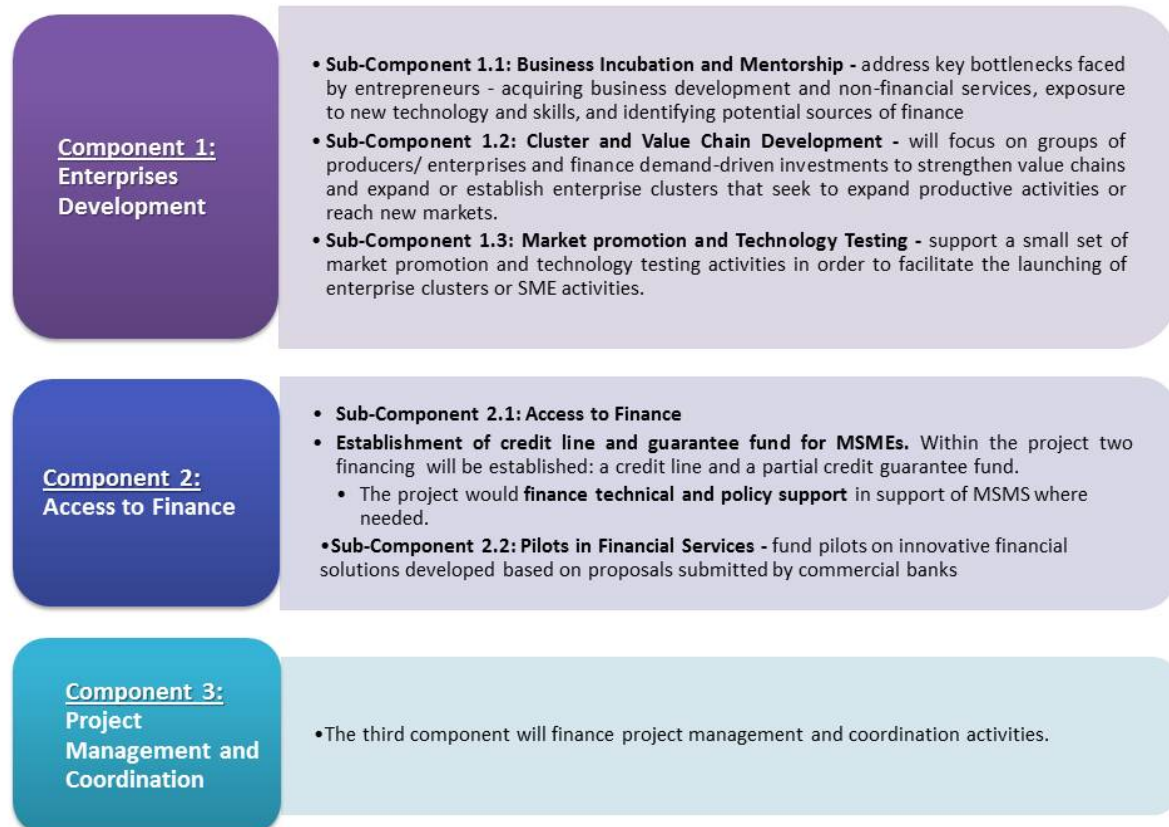 Component 1:
Enterprises
Development
• Sub-Component 1.1: Business Incubation and Mentorship - address key bottlenecks faced
by entrepreneurs - acquiring business development and non-financial services, exposure
to new technology and skills, and identifying potential sources of finance
• Sub-Component 1.2: Cluster and Value Chain Development - will focus on groups of
producers/ enterprises and finance demand-driven investments to strengthen value chains
and expand or establish enterprise clusters that seek to expand productive activities or
reach new markets.
• Sub-Component 1.3: Market promotion and Technology Testing - support a small set of
market promotion and technology testing activities in order to facilitate the launching of
enterprise clusters or SME activities.
Component 2:
Access to Finance
• Sub-Component 2.1: Access to Finance
• Establishment of credit line and guarantee fund for MSMEs. Within the project two
financing will be established: a credit line and a partial credit guarantee fund.
• The project would finance technical and policy support in support of MSMS where
needed.
•Sub-Component 2.2: Pilots in Financial Services - fund pilots on innovative financial
solutions developed based on proposals submitted by commercial banks
Component 3:
Project
Management and
Coordination
•The third component will finance project management and coordination activities.